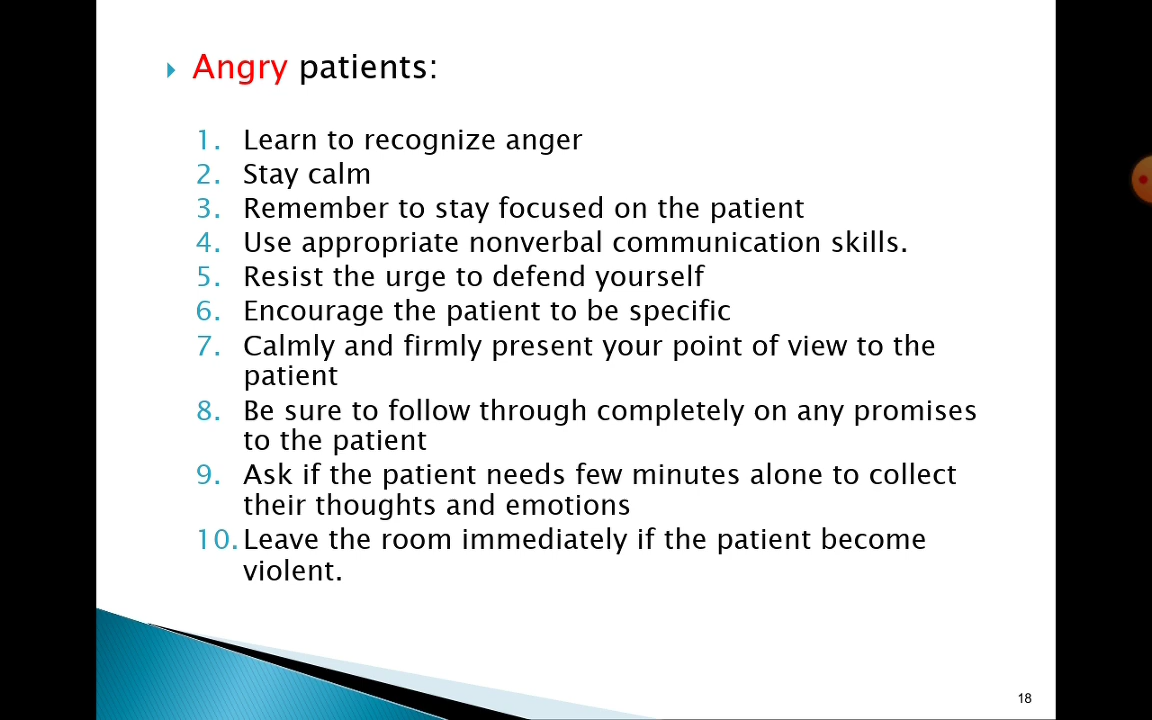 Angry patients:
1. Learn to recognize anger
2. Stay calm
3. Remember to stay focused on the patient
4. Use appropriate nonverbal communication skills.
5. Resist the urge to defend yourself
6. Encourage the patient to be specific
7. Calmly and firmly present your point of view to the
patient
8. Be sure to follow through completely on any promises
to the patient
9. Ask if the patient needs few minutes alone to collect
their thoughts and emotions
10. Leave the room immediately if the patient become
violent.
18